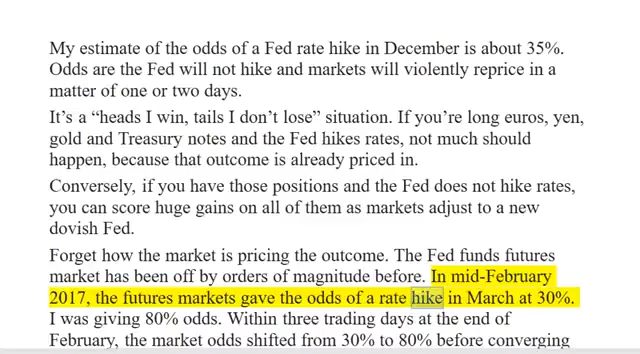 My estimate of the odds of a Fed rate hike in December is about 35%.
Odds are the Fed will not hike and markets will violently reprice in a
matter of one or two days.
It’s a “heads I win, tails I don’t lose” situation. If you’re long euros, yen,
gold and Treasury notes and the Fed hikes rates, not much should
happen, because that outcome is already priced in.
Conversely, if you have those positions and the Fed does not hike rates,
you can score huge gains on all of them as markets adjust to a new
dovish Fed.
Forget how the market is pricing the outcome. The Fed funds futures
market has been off by orders of magnitude before. In mid-February
2017, the futures markets gave the odds of a rate hike in March at 30%.
I was giving 80% odds. Within three trading days at the end of
February, the market odds shifted from 30% to 80% before converging